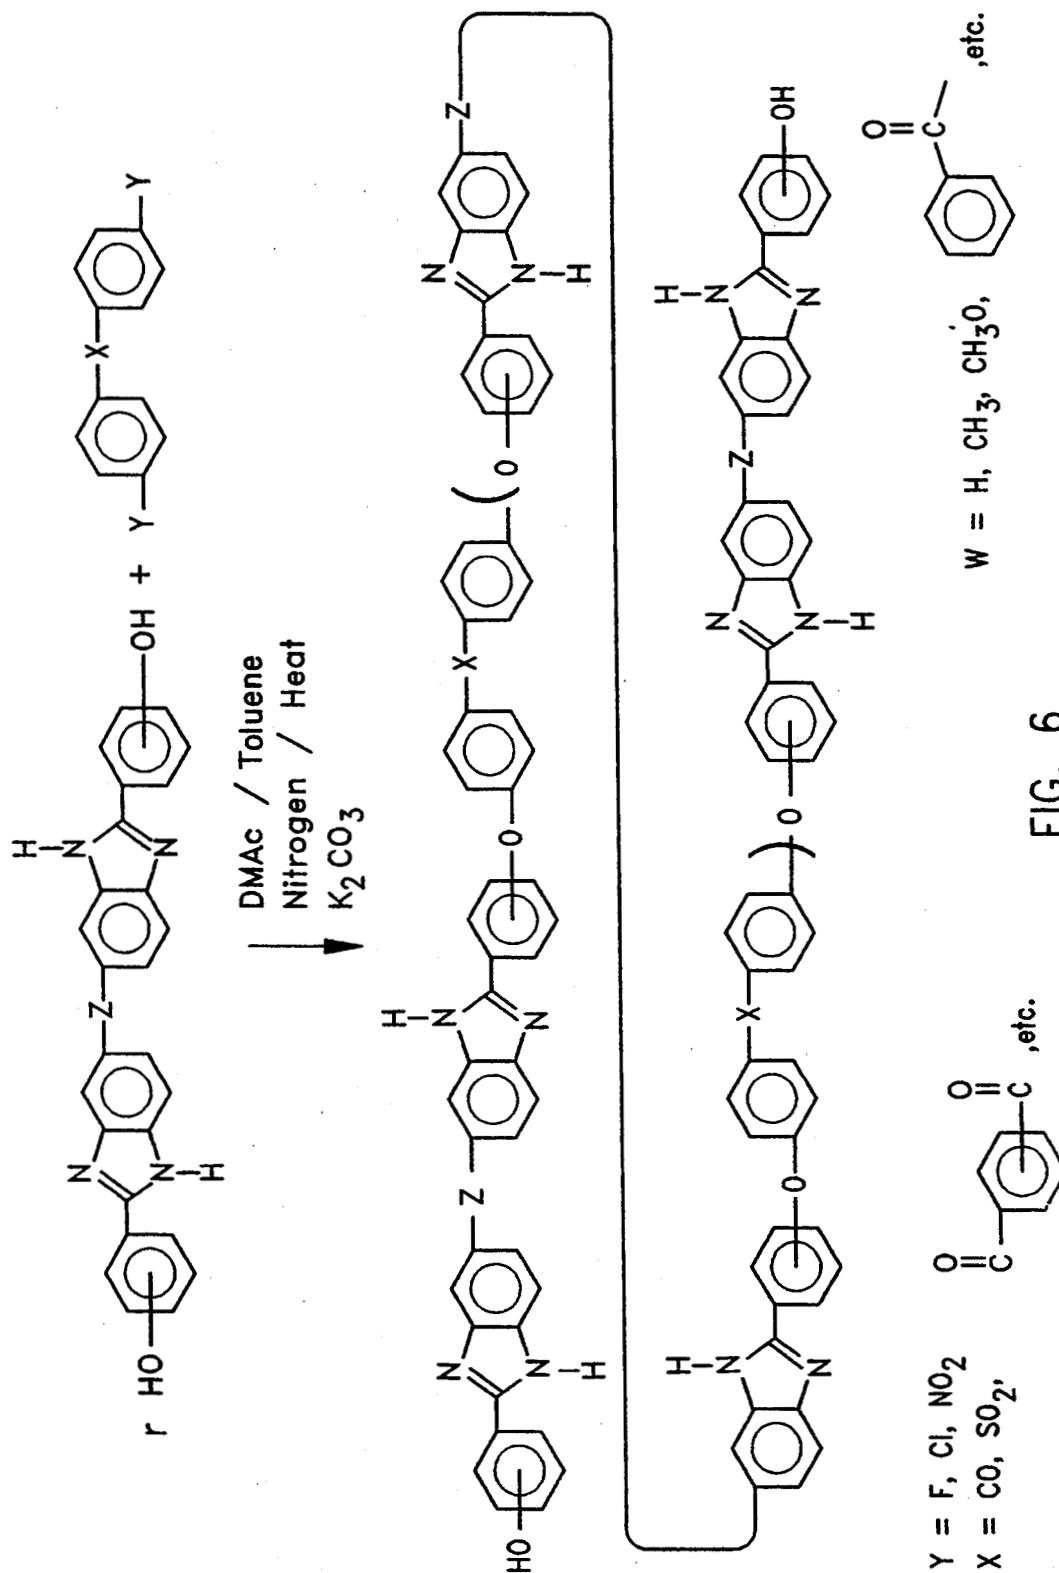 H
N
N
r HO
Z
OH + Y
X
Y
N
N
H
DMAc / Toluene
Nitrogen / Heat
K2CO3
H
N
N
HO
Z
O
X
( O
Z
N
N
H
N
N
H
H
N
N
O
X
) O
Z
OH
N
N
H
H
N
N
Y = F, Cl, NO2
X = CO, SO2,
O
C
O
C
,etc.
W = H, CH3, CH3O,
O
C
,etc.
FIG. 6